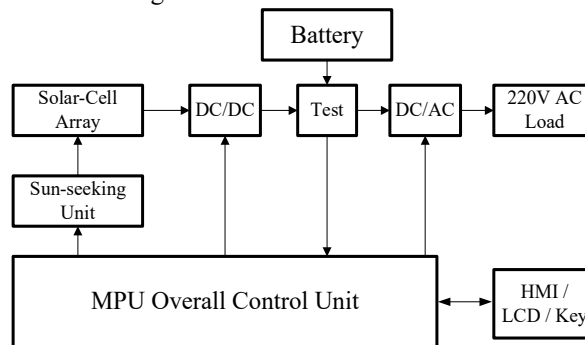 Battery
Solar-Cell
Array
DC/DC
Test
DC/AC
220V AC
Load
Sun-seeking
Unit
MPU Overall Control Unit
HMI /
LCD / Key